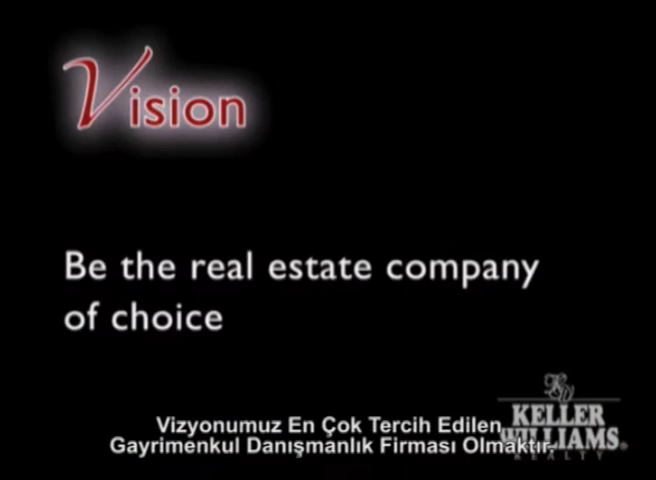 Vision
Be the real estate company
of choice
KELLER
WILLIAMS®
REALTY
Vizyonumuz En Çok Tercih Edilen
Gayrimenkul Danışmanlık Firması Olmaktır.